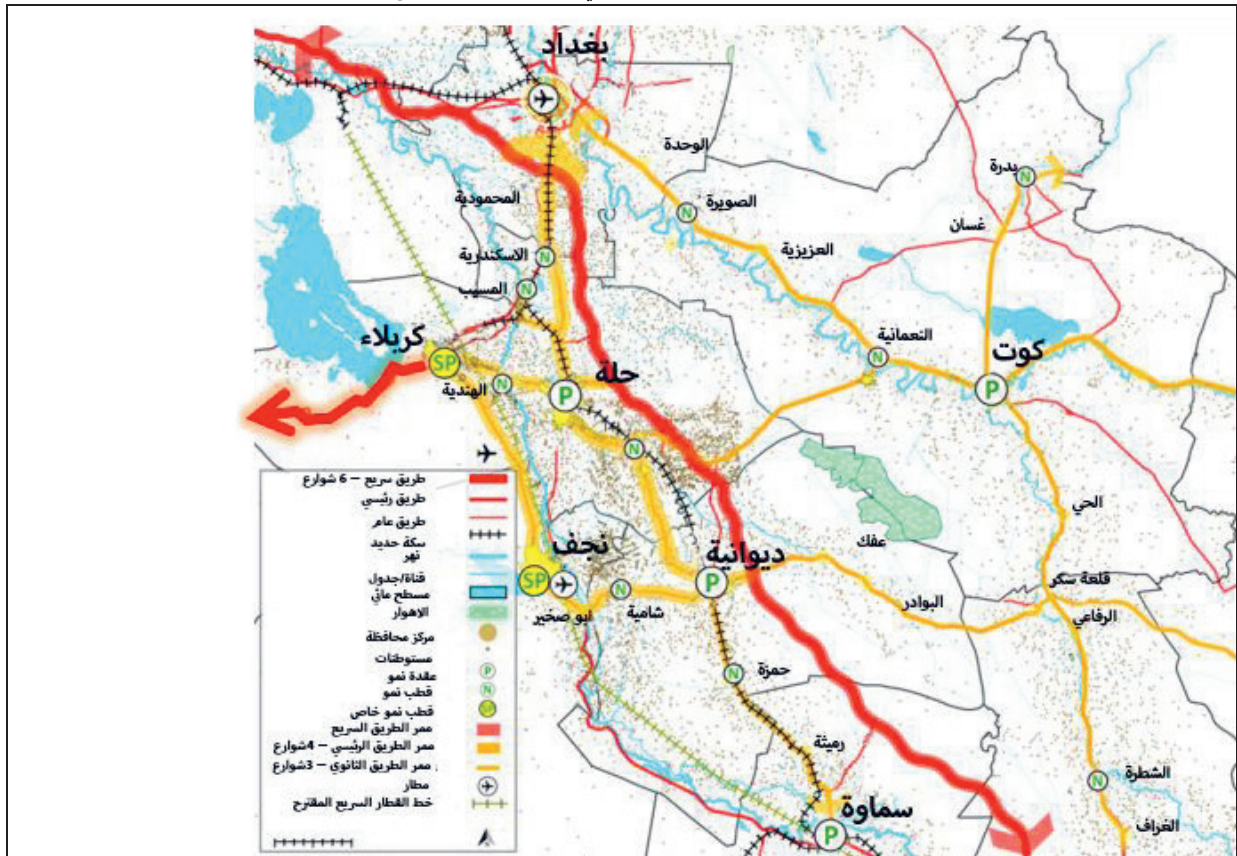 بغداد
الوحدة
بدرة
المحمودية
الصويرة
غسان
الاسكندرية
العزيزية
المسيب
كربلاء
النعمانية
كوت
SP
حلة
الهندية
N
P
طريق سريع – 6 شوارع
طريق رئيسي
طريق عام
سكة حديد
نهر
قناة/جدول
مسطح مائي
الاهوار
مركز محافظة
مستوطنات
عقدة نمو
P
قطب نمو
N
قطب نمو خاص
SP
ممر الطريق السريع
ممر الطريق الرئيسي – 4شوارع
ممر الطريق الثانوي – 3شوارع
مطار
خط القطار السريع المقترح
الحي
عفك
نجف
ديوانية
SP
P
قلعة سكر
شامية
البوادر
ابو صخير
الرفاعي
حمزة
رميثة
الشطرة
سماوة
الغراف
P